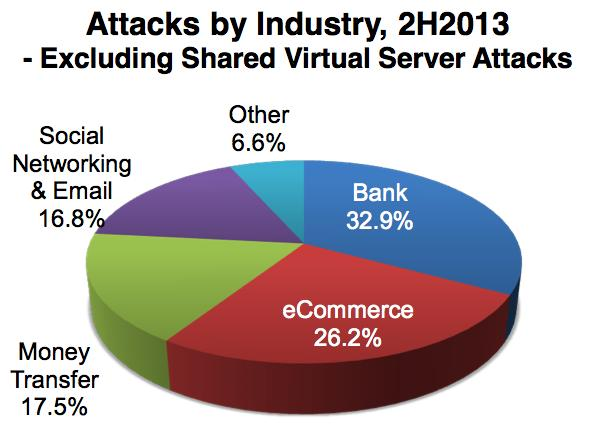 Attacks by Industry, 2H2013
- Excluding Shared Virtual Server Attacks
Other
6.6%
Social
Networking
& Email
16.8%
Bank
32.9%
eCommerce
26.2%
Money
Transfer
17.5%